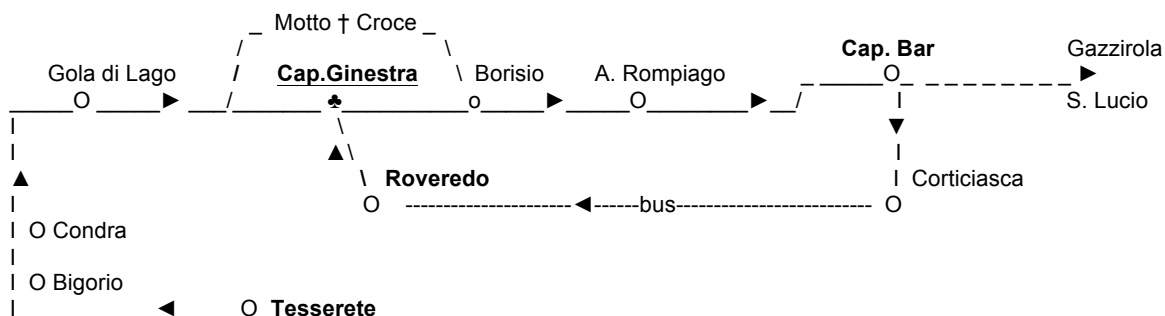 Motto † Croce
Cap. Bar Gazzirola
Gola di Lago Cap.Ginestra Borisio A. Rompiago
S. Lucio
Roveredo Corticiasca
bus
O Condra
O Bigorio
O Tesserete